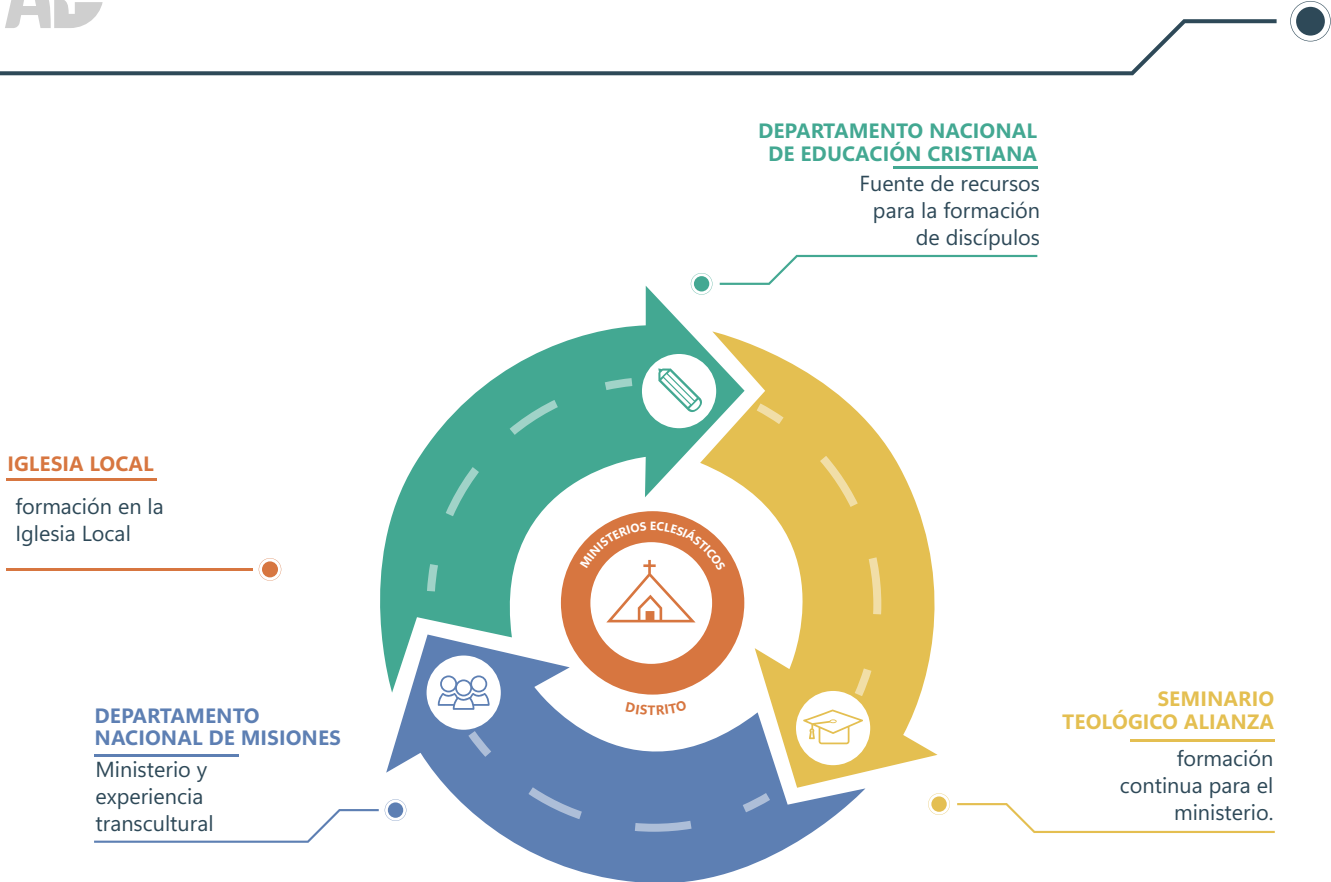 DEPARTAMENTO NACIONAL
DE EDUCACIÓN CRISTIANA
Fuente de recursos
para la formación
de discípulos
IGLESIA LOCAL
formación en la
Iglesia Local
MINISTERIOS ECLESIÁSTICOS
DISTRITO
DEPARTAMENTO
NACIONAL DE MISIONES
Ministerio y
experiencia
transcultural
SEMINARIO
TEOLÓGICO ALIANZA
formación
continua para el
ministerio.